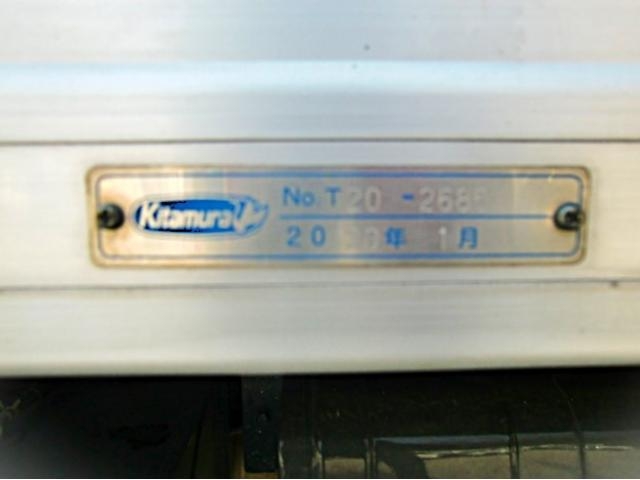 Kitamura
No. T20-268
20 年 1月